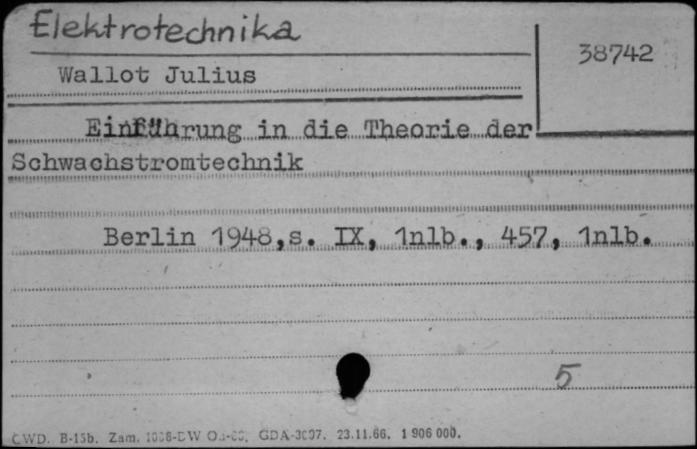 Elektrotechnika
38742
Wallot Julius
Einführung in die Theorie der
Schwachstromtechnik
Berlin 1948,s. IX, 1nlb., 457, 1nlb.
5
CWD. B-15b. Zam. GDA-3697. 23.11.66. 1 906 000.